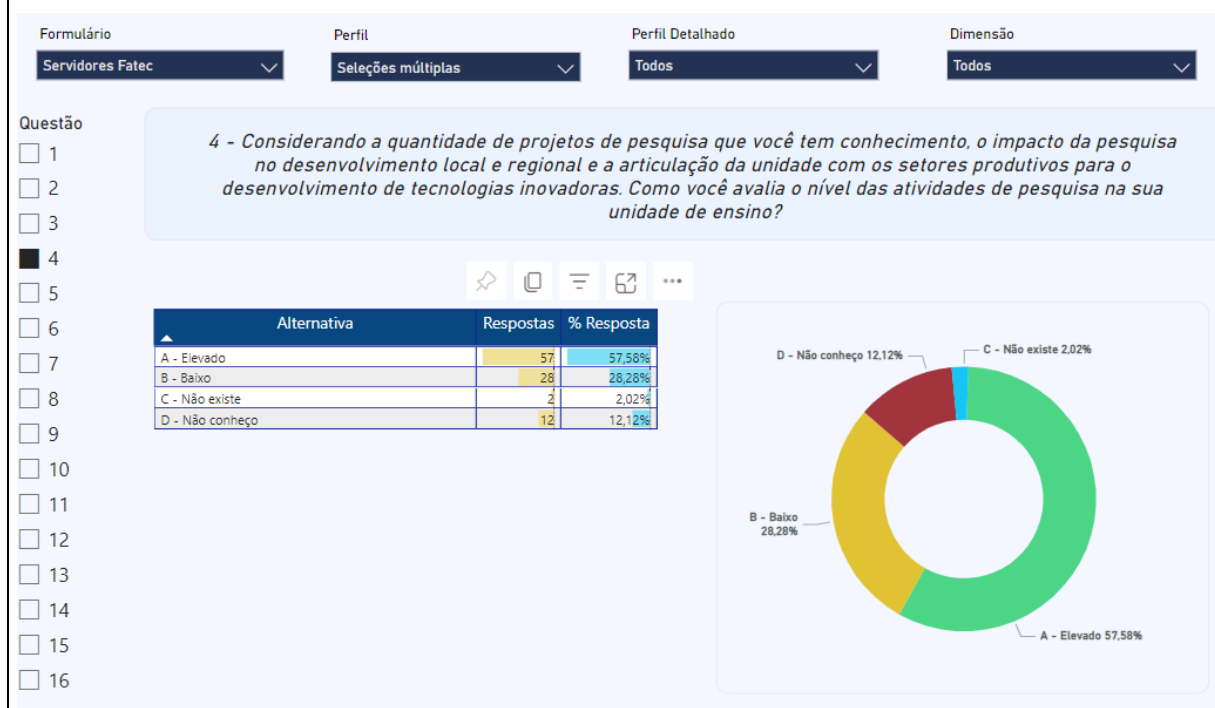 Formulário
Perfil
Perfil Detalhado
Dimensão
Servidores Fatec
Seleções múltiplas
Todos
Todos
Questão
1
2
3
4
5
6
7
8
9
10
11
12
13
14
15
16
4 - Considerando a quantidade de projetos de pesquisa que você tem conhecimento, o impacto da pesquisa
no desenvolvimento local e regional e a articulação da unidade com os setores produtivos para o
desenvolvimento de tecnologias inovadoras. Como você avalia o nível das atividades de pesquisa na sua
unidade de ensino?
Alternativa Respostas % Resposta
A - Elevado 57 57,58%
B - Baixo 28 28,28%
C - Não existe 2 2,02%
D - Não conheço 12 12,12%
D - Não conheço 12,12%
C - Não existe 2,02%
B - Baixo
28,28%
A - Elevado 57,58%